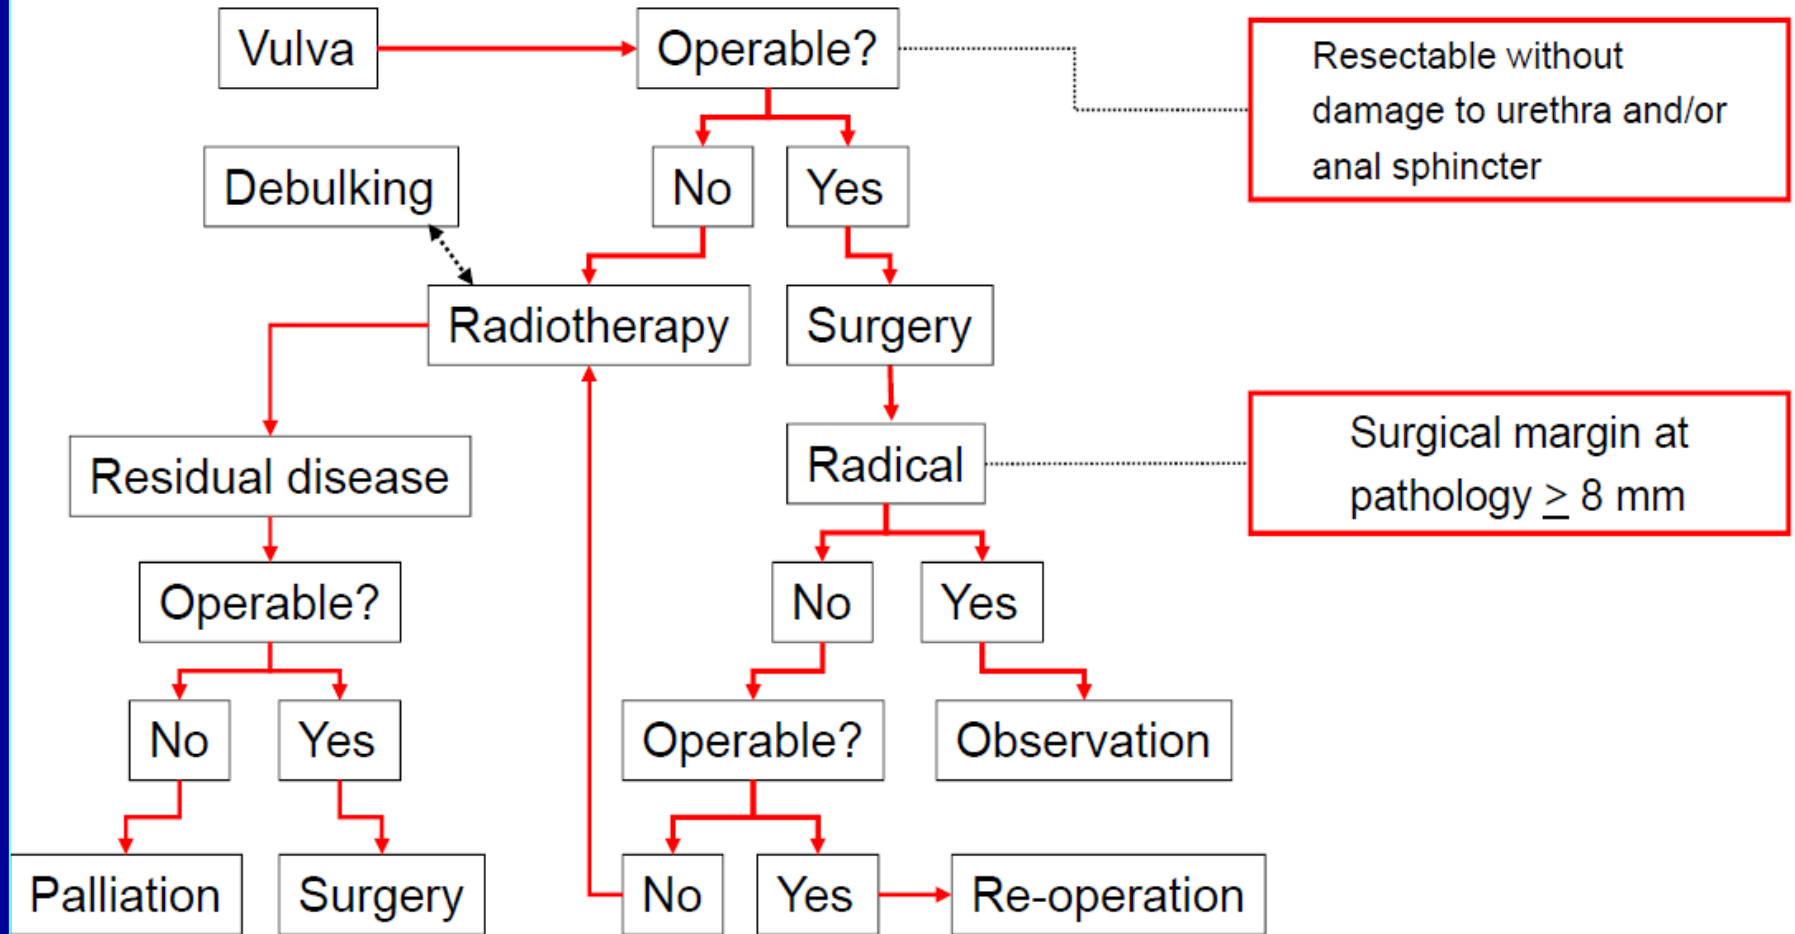 Vulva
Operable?
Resectable without
damage to urethra and/or
anal sphincter
Debulking
No
Yes
Radiotherapy
Surgery
Residual disease
Radical
Surgical margin at
pathology ≥ 8 mm
Operable?
No
Yes
No
Yes
Operable?
Observation
Palliation
Surgery
No
Yes
Re-operation